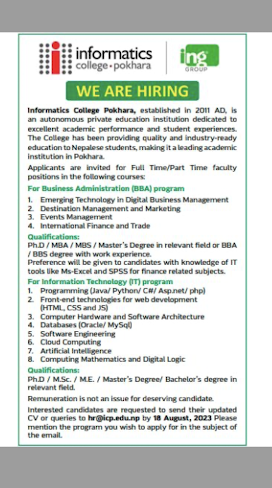 informatics
college • pokhara
ing
GROUP
WE ARE HIRING
Informatics College Pokhara, established in 2011 AD, is
an autonomous private education institution dedicated to
excellent academic performance and student experiences.
The College has been providing quality and industry-ready
education to Nepalese students, making it a leading academic
institution in Pokhara.
Applicants are invited for Full Time/Part Time faculty
positions in the following courses:
For Business Administration (BBA) program
1. Emerging Technology in Digital Business Management
2. Destination Management and Marketing
3. Events Management
4. International Finance and Trade
Qualifications:
Ph.D / MBA / MBS / Master's Degree in relevant field or BBA
/ BBS degree with work experience.
Preference will be given to candidates with knowledge of IT
tools like Ms-Excel and SPSS for finance related subjects.
For Information Technology (IT) program
1. Programming (Java/ Python/ C#/ Asp.net/ php)
2. Front-end technologies for web development
(HTML, CSS and JS)
3. Computer Hardware and Software Architecture
4. Databases (Oracle/ MySql)
5. Software Engineering
6. Cloud Computing
7. Artificial Intelligence
8. Computing Mathematics and Digital Logic
Qualifications:
Ph.D / M.Sc. / M.E. / Master's Degree/ Bachelor's degree in
relevant field.
Remuneration is not an issue for deserving candidate.
Interested candidates are requested to send their updated
CV or queries to hr@icp.edu.np by 18 August, 2023 Please
mention the program you wish to apply for in the subject of
the email.